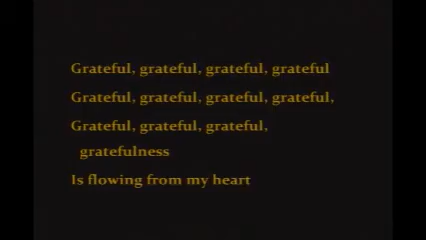 Grateful, grateful, grateful, grateful
Grateful, grateful, grateful, grateful,
Grateful, grateful, grateful,
gratefulness
Is flowing from my heart